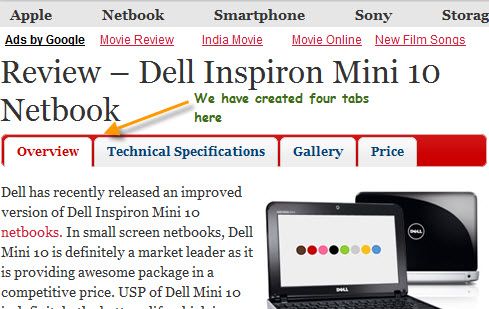 Apple Netbook Smartphone Sony Storag
Ads by Google Movie Review India Movie Movie Online New Film Songs
Review – Dell Inspiron Mini 10
Netbook
We have created four tabs
here
Overview Technical Specifications Gallery Price
Dell has recently released an improved
version of Dell Inspiron Mini 10
netbooks. In small screen netbooks, Dell
Mini 10 is definitely a market leader as it
is providing awesome package in a
competitive price. USP of Dell Mini 10
DELL
DELL